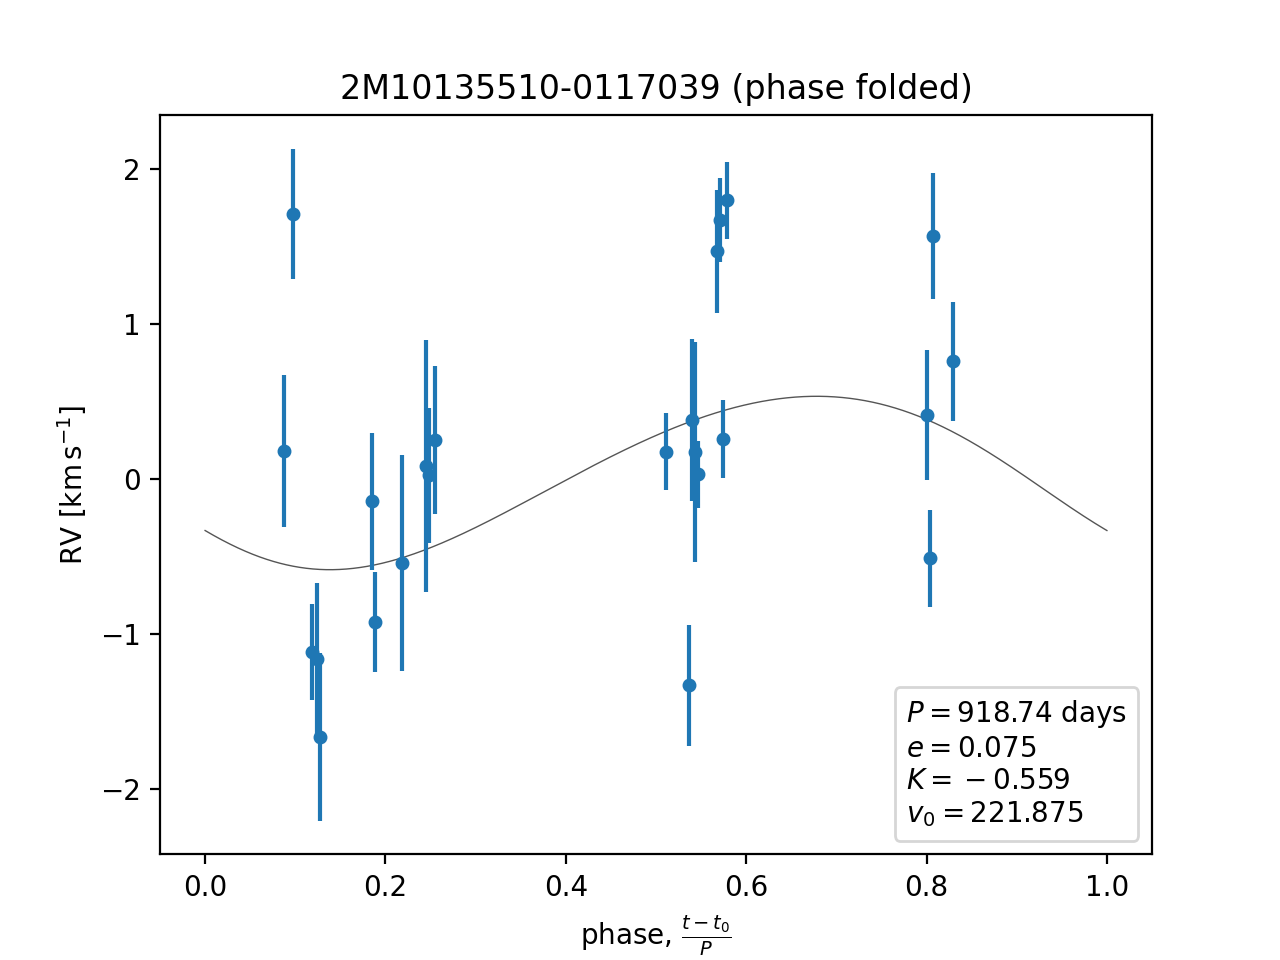 2M10135510-0117039 (phase folded)
RV [km s⁻¹]
2
1
0
−1
−2
P = 918.74 days
e = 0.075
K = −0.559
v₀ = 221.875
0.0 0.2 0.4 0.6 0.8 1.0
phase, (t − t₀)/P